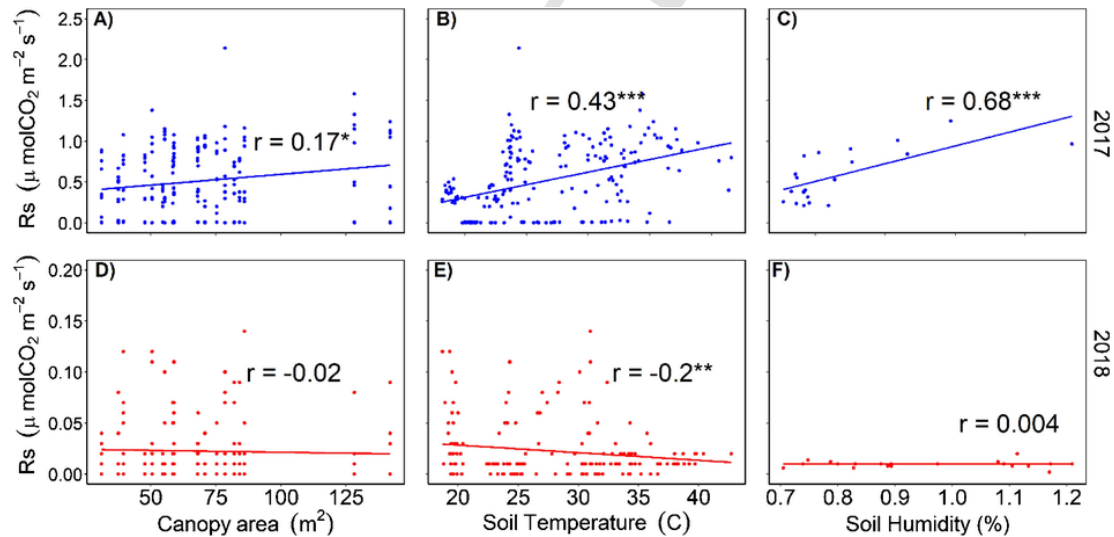 A)
B)
C)
Rs (μ molCO₂ m⁻² s⁻¹)
2.5
2.0
1.5
1.0
0.5
0.0
r = 0.17*
r = 0.43***
r = 0.68***
2017
D)
E)
F)
Rs (μ molCO₂ m⁻² s⁻¹)
0.20
0.15
0.10
0.05
0.00
r = -0.02
r = -0.2**
r = 0.004
2018
50 75 100 125
20 25 30 35 40
0.7 0.8 0.9 1.0 1.1 1.2
Canopy area (m²)
Soil Temperature (C)
Soil Humidity (%)